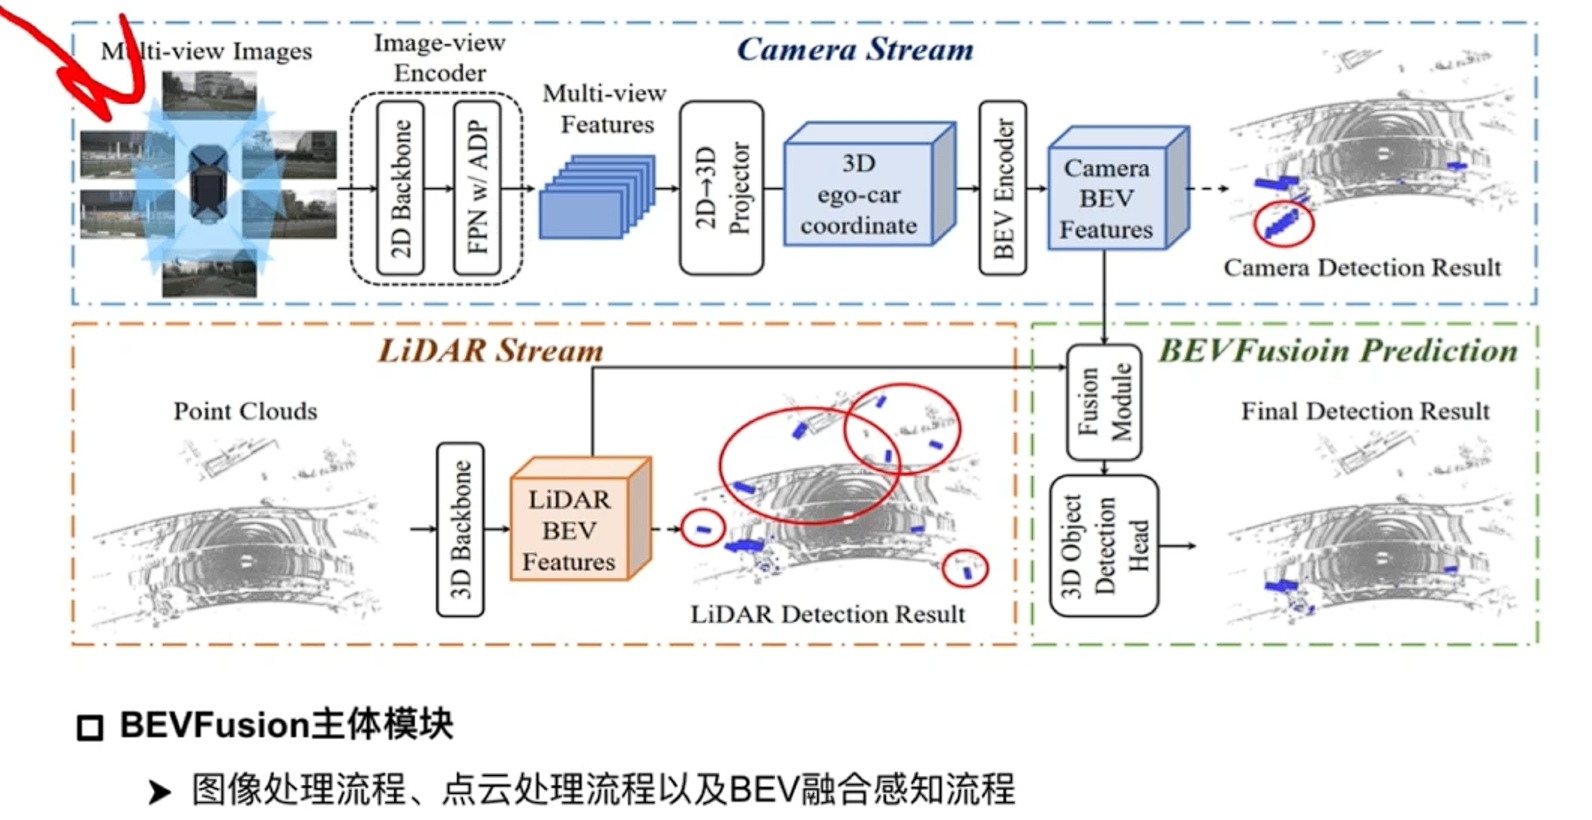 Camera Stream
Multi-view Images
Image-view
Encoder
2D Backbone
FPN w/ ADP
Multi-view
Features
2D→3D
Projector
3D
ego-car
coordinate
BEV Encoder
Camera
BEV
Features
Camera Detection Result
LiDAR Stream
Point Clouds
3D Backbone
LiDAR
BEV
Features
LiDAR Detection Result
BEVFusioin Prediction
Fusion
Module
3D Object
Detection
Head
Final Detection Result
BEVFusion主体模块
图像处理流程、点云处理流程以及BEV融合感知流程